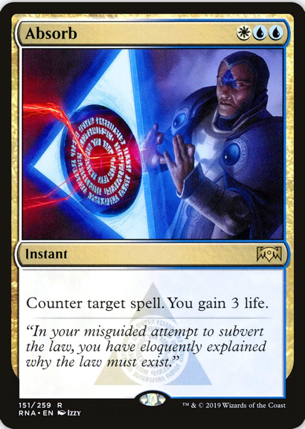 Absorb
Instant
Counter target spell. You gain 3 life.
“In your misguided attempt to subvert
the law, you have eloquently explained
why the law must exist.”
151/259 R
RNA • EN Izzy
™ & © 2019 Wizards of the Coast